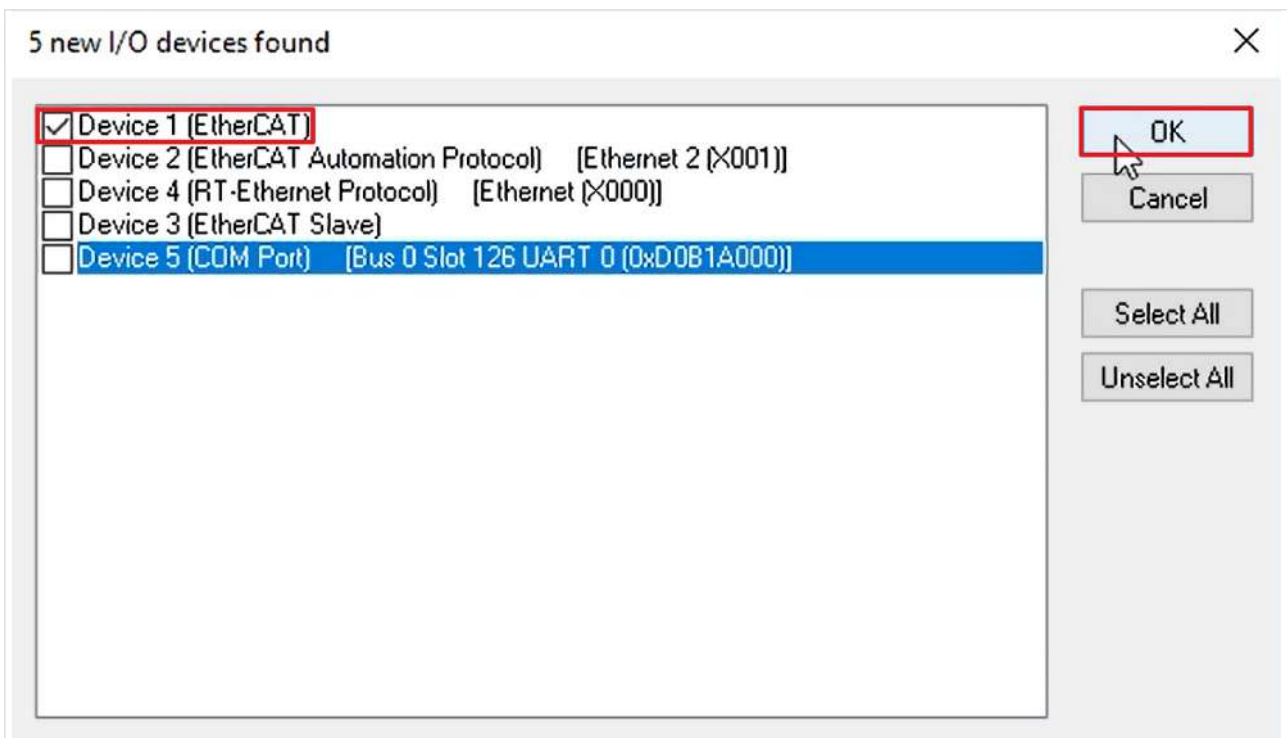 5 new I/O devices found
Device 1 (EtherCAT)
Device 2 (EtherCAT Automation Protocol) [Ethernet 2 (X001)]
Device 4 (RT-Ethernet Protocol) [Ethernet (X000)]
Device 3 (EtherCAT Slave)
Device 5 (COM Port) [Bus 0 Slot 126 UART 0 (0xD0B1A000)]
OK
Cancel
Select All
Unselect All